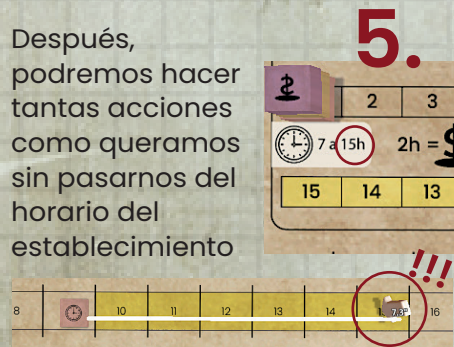 5.
Después,
podremos hacer
tantas acciones
como queramos
sin pasarnos del
horario del
establecimiento
2 3
7 a 15h 2h = $
15 14 13
!!!
8 10 11 12 13 14 16